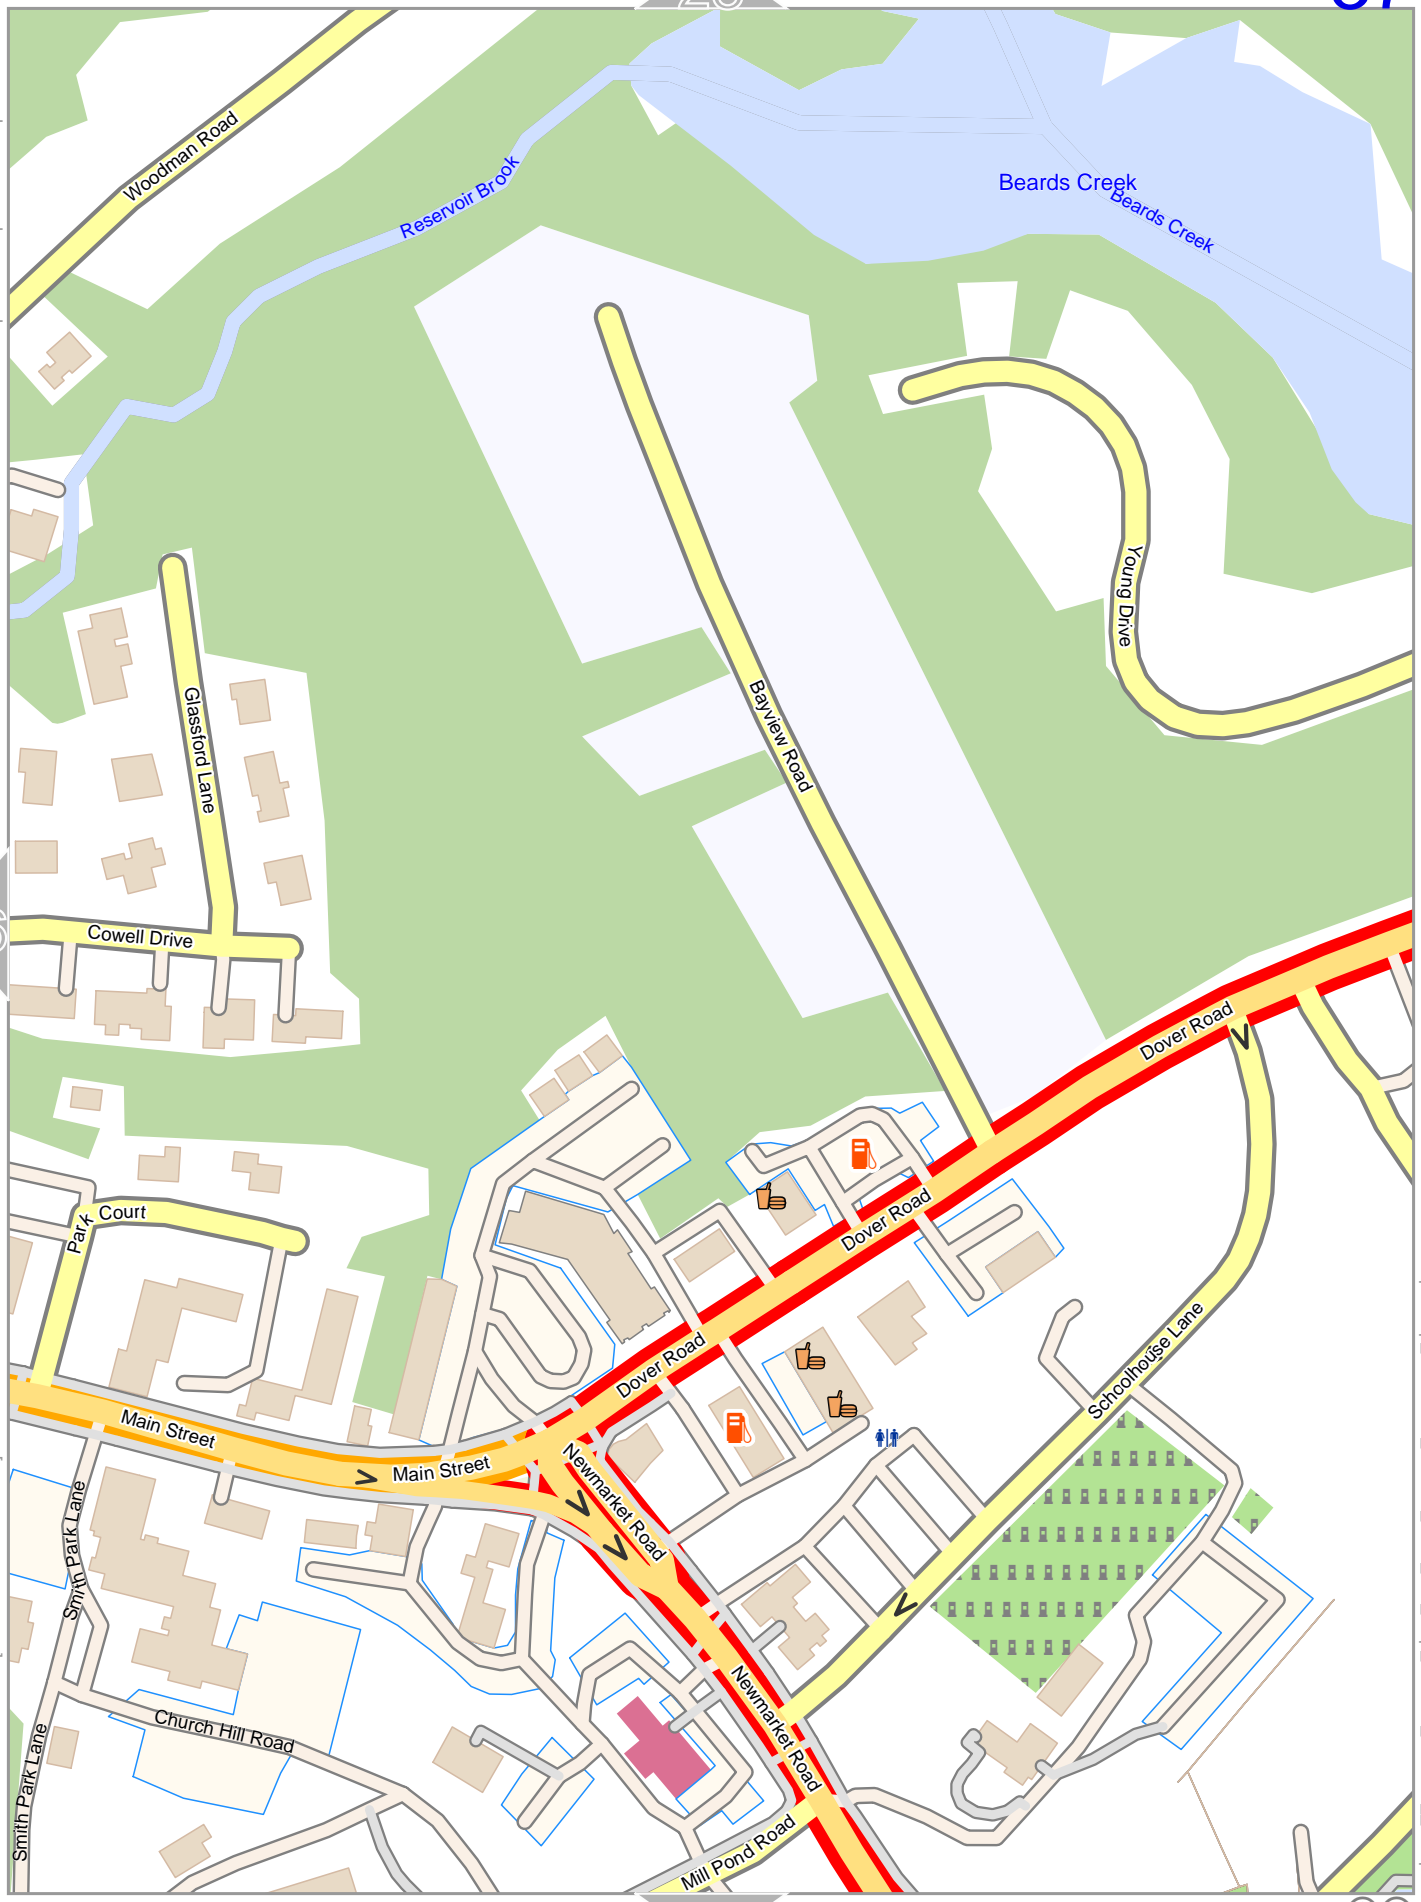 Woodman Road
Reservoir Brook
Beards Creek
Beards Creek
Young Drive
Bayview Road
Glassford Lane
Cowell Drive
Dover Road
Park Court
Dover Road
Schoolhouse Lane
Dover Road
Main Street
Main Street
Newmarket Road
Smith Park Lane
Newmarket Road
Church Hill Road
Smith Park Lane
Mill Pond Road